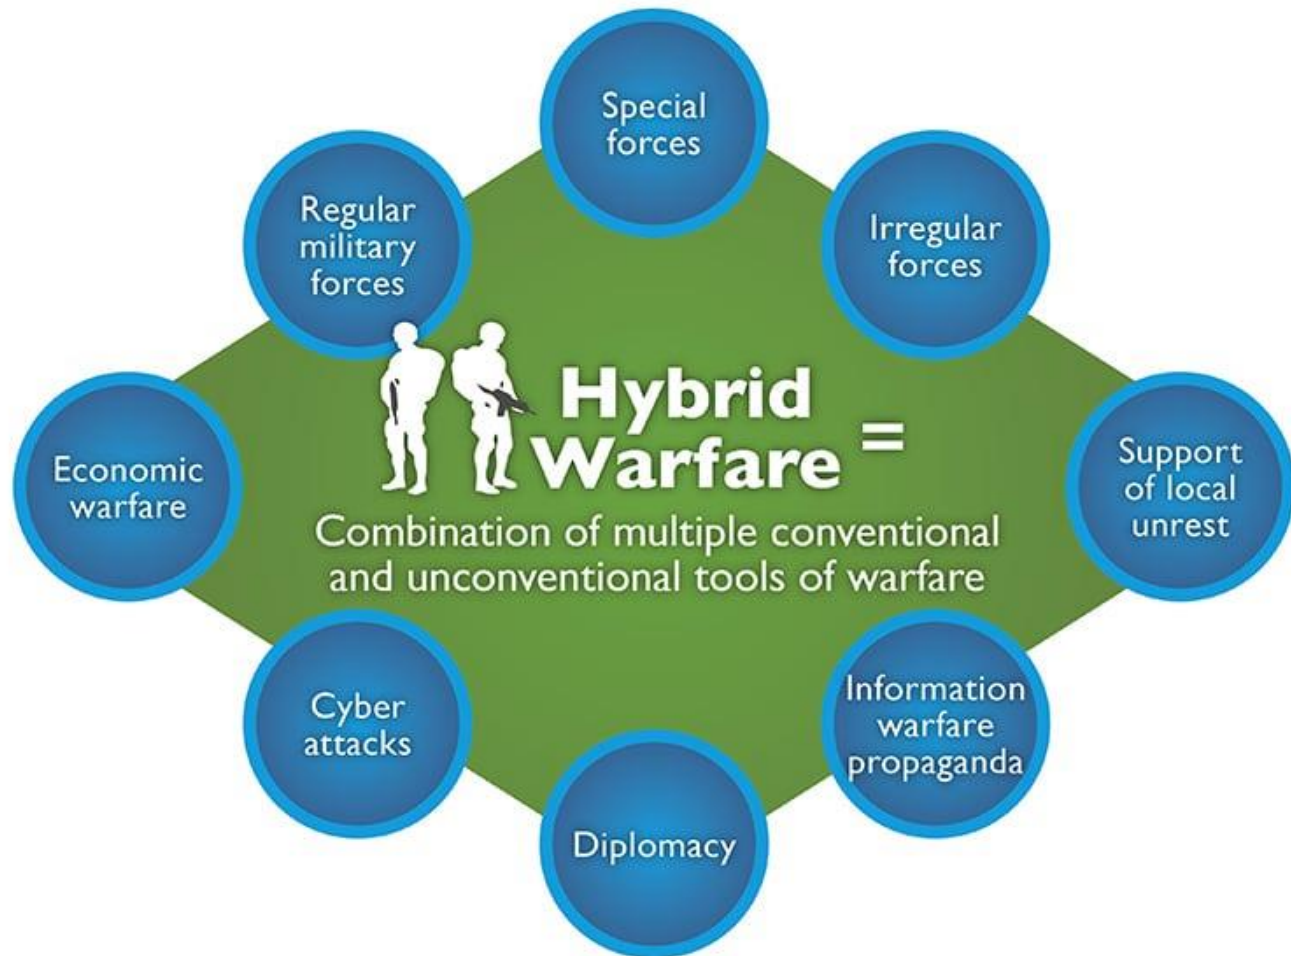 Special
forces
Regular
military
forces
Irregular
forces
Hybrid
Warfare =
Economic
warfare
Support
of local
unrest
Combination of multiple conventional
and unconventional tools of warfare
Cyber
attacks
Information
warfare
propaganda
Diplomacy